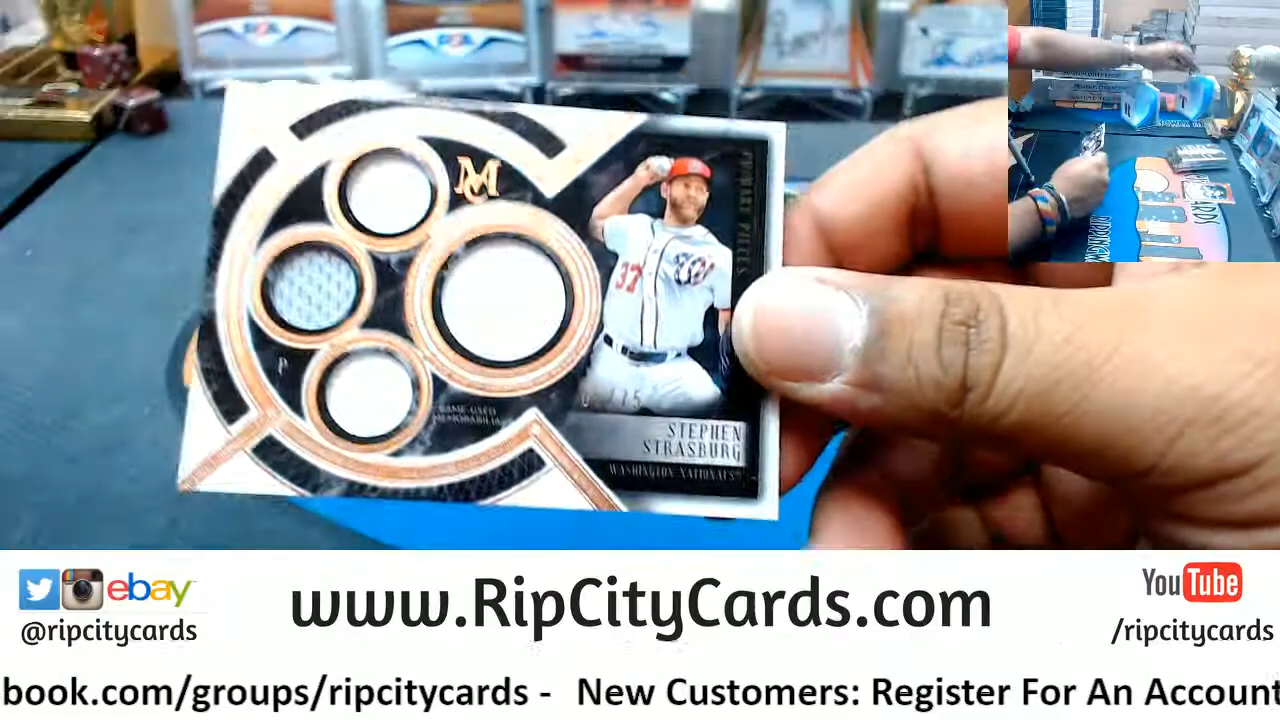 MC
PRIMARY PIECES
37
P
GAME-USED
MEMORABILIA
STEPHEN
STRASBURG
WASHINGTON NATIONALS
ebay
@ripcitycards
www.RipCityCards.com
YouTube
/ripcitycards
book.com/groups/ripcitycards - New Customers: Register For An Account